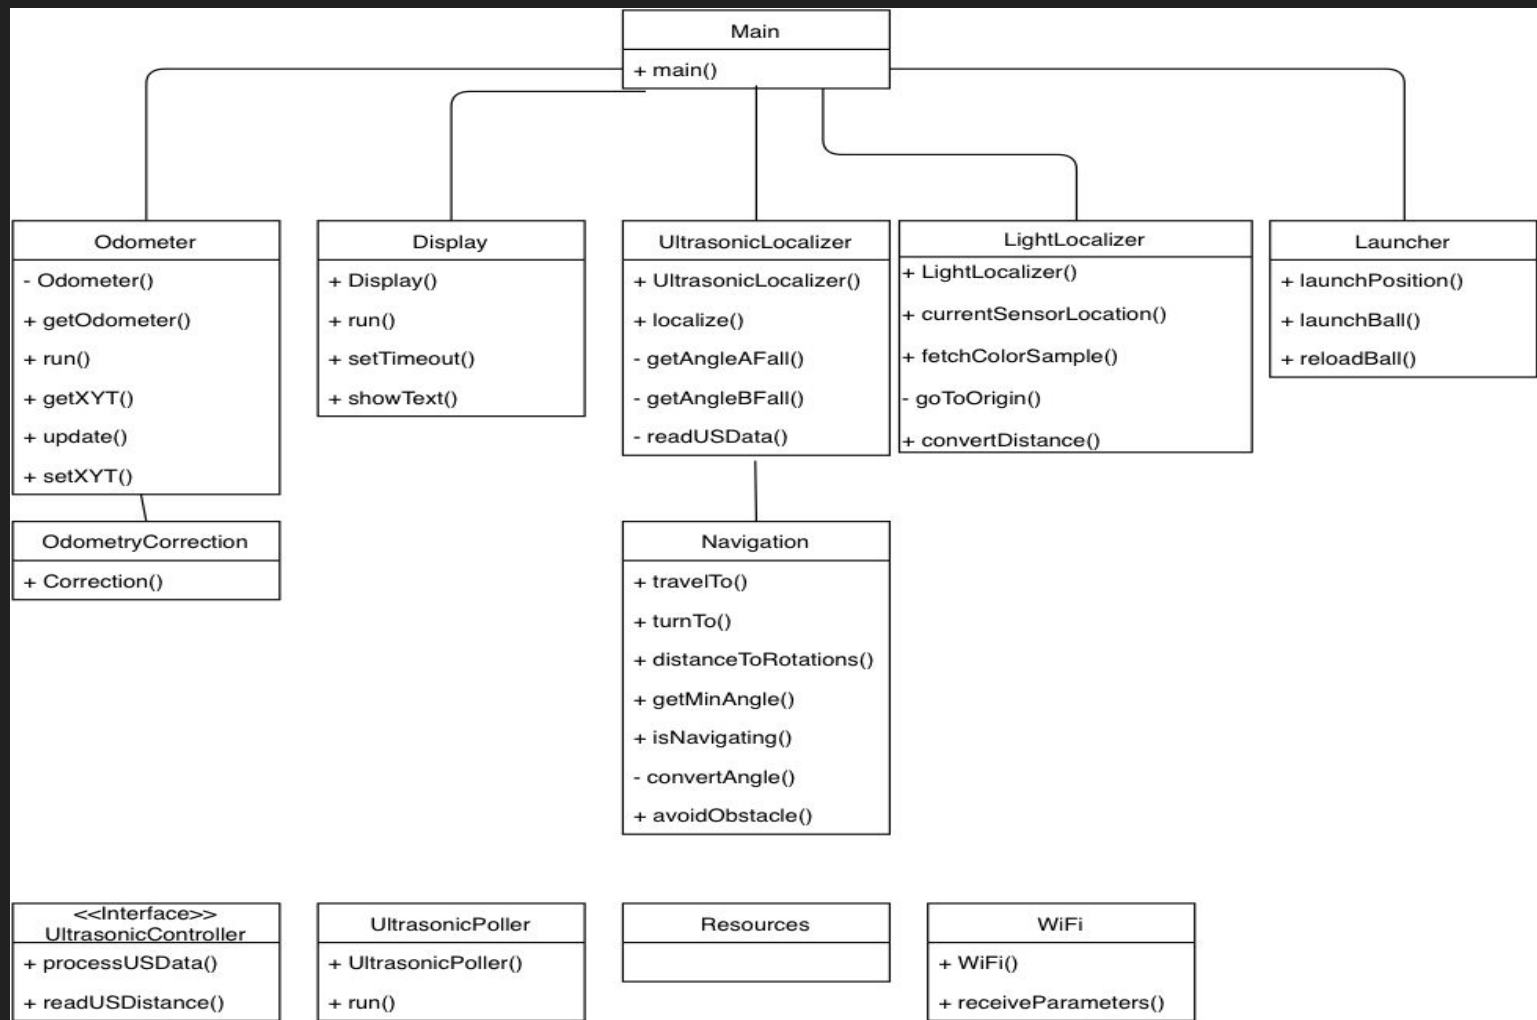 Main
+ main()
Odometer
- Odometer()
+ getOdometer()
+ run()
+ getXYT()
+ update()
+ setXYT()
Display
+ Display()
+ run()
+ setTimeout()
+ showText()
UltrasonicLocalizer
+ UltrasonicLocalizer()
+ localize()
- getAngleAFall()
- getAngleBFall()
- readUSData()
LightLocalizer
+ LightLocalizer()
+ currentSensorLocation()
+ fetchColorSample()
- goToOrigin()
+ convertDistance()
Launcher
+ launchPosition()
+ launchBall()
+ reloadBall()
OdometryCorrection
+ Correction()
Navigation
+ travelTo()
+ turnTo()
+ distanceToRotations()
+ getMinAngle()
+ isNavigating()
- convertAngle()
+ avoidObstacle()
<<Interface>>
UltrasonicController
+ processUSData()
+ readUSDistance()
UltrasonicPoller
+ UltrasonicPoller()
+ run()
Resources
WiFi
+ WiFi()
+ receiveParameters()